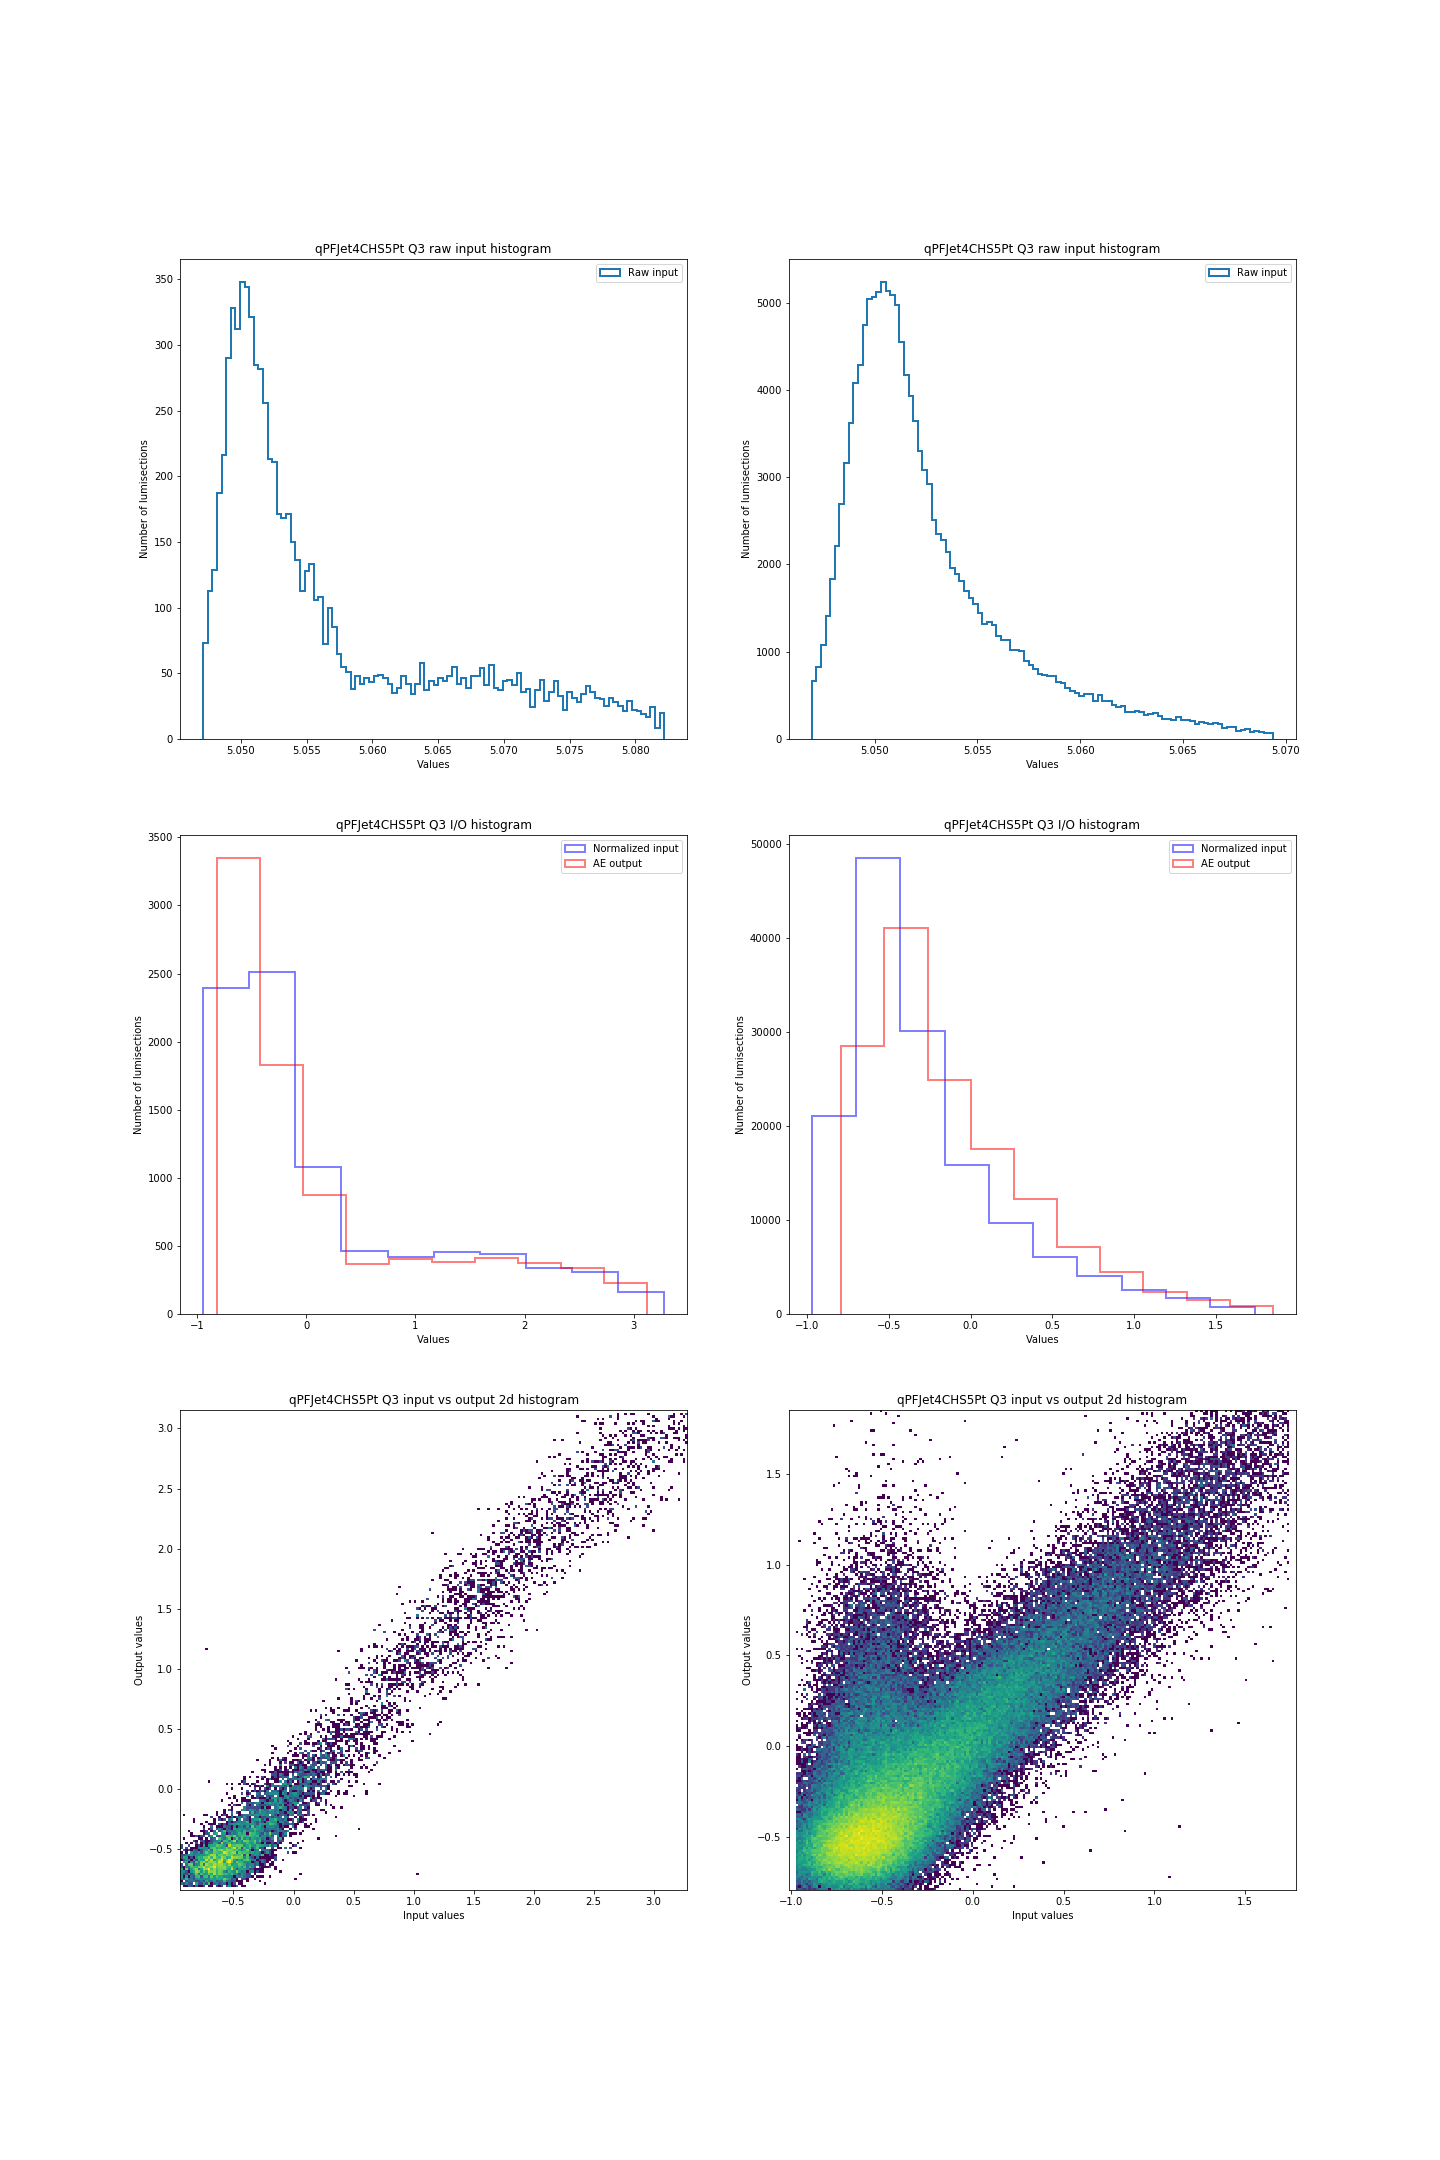 qPFJet4CHS5Pt Q3 raw input histogram
Raw input
Number of lumisections
350
300
250
200
150
100
50
0
5.050 5.055 5.060 5.065 5.070 5.075 5.080
Values
qPFJet4CHS5Pt Q3 raw input histogram
Raw input
Number of lumisections
5000
4000
3000
2000
1000
0
5.050 5.055 5.060 5.065 5.070
Values
qPFJet4CHS5Pt Q3 I/O histogram
Normalized input
AE output
Number of lumisections
3500
3000
2500
2000
1500
1000
500
0
−1 0 1 2 3
Values
qPFJet4CHS5Pt Q3 I/O histogram
Normalized input
AE output
Number of lumisections
50000
40000
30000
20000
10000
0
−1.0 −0.5 0.0 0.5 1.0 1.5
Values
qPFJet4CHS5Pt Q3 input vs output 2d histogram
Output values
3.0
2.5
2.0
1.5
1.0
0.5
0.0
−0.5
−0.5 0.0 0.5 1.0 1.5 2.0 2.5 3.0
Input values
qPFJet4CHS5Pt Q3 input vs output 2d histogram
Output values
1.5
1.0
0.5
0.0
−0.5
−1.0 −0.5 0.0 0.5 1.0 1.5
Input values